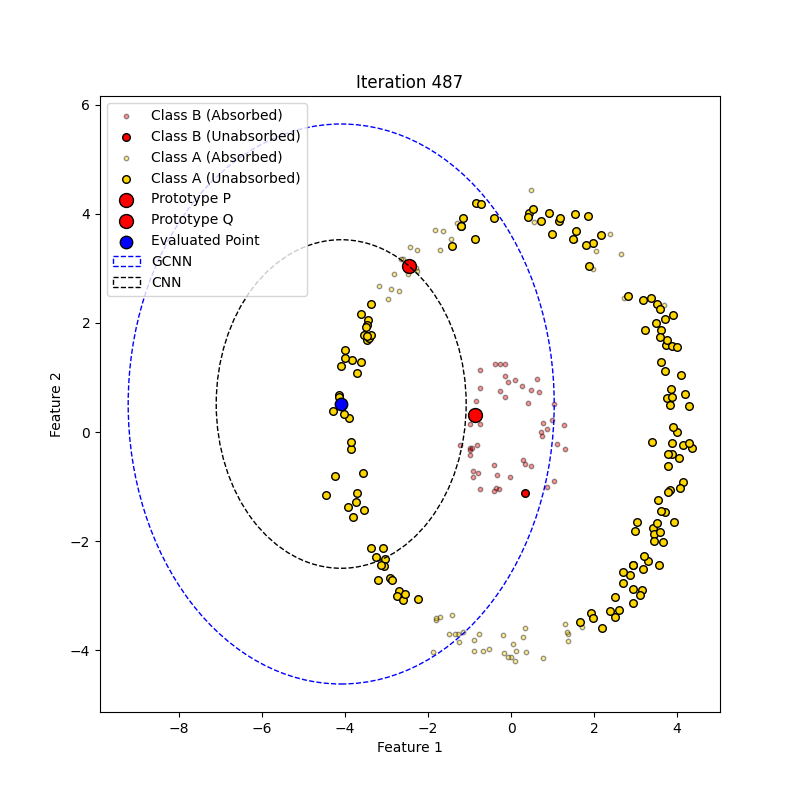 Iteration 487
6
4
2
0
−2
−4
Feature 2
Class B (Absorbed)
Class B (Unabsorbed)
Class A (Absorbed)
Class A (Unabsorbed)
Prototype P
Prototype Q
Evaluated Point
GCNN
CNN
−8 −6 −4 −2 0 2 4
Feature 1